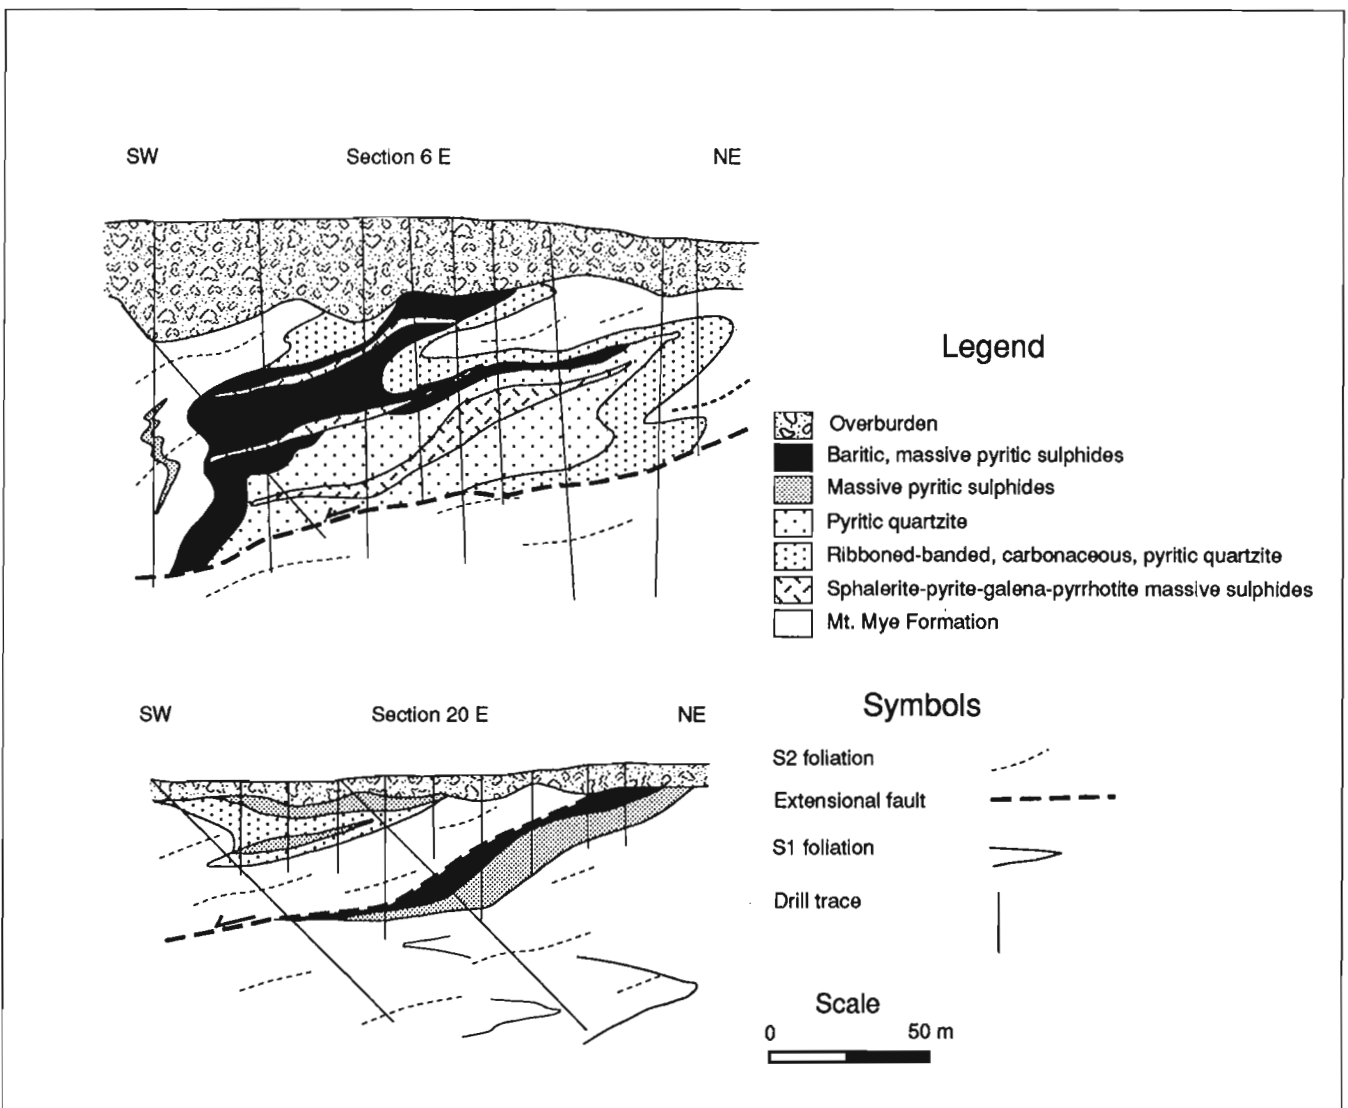 SW Section 6 E NE
Legend
Overburden
Baritic, massive pyritic sulphides
Massive pyritic sulphides
Pyritic quartzite
Ribboned-banded, carbonaceous, pyritic quartzite
Sphalerite-pyrite-galena-pyrrhotite massive sulphides
Mt. Mye Formation
SW Section 20 E NE
Symbols
S2 foliation
Extensional fault
S1 foliation
Drill trace
Scale
0 50 m